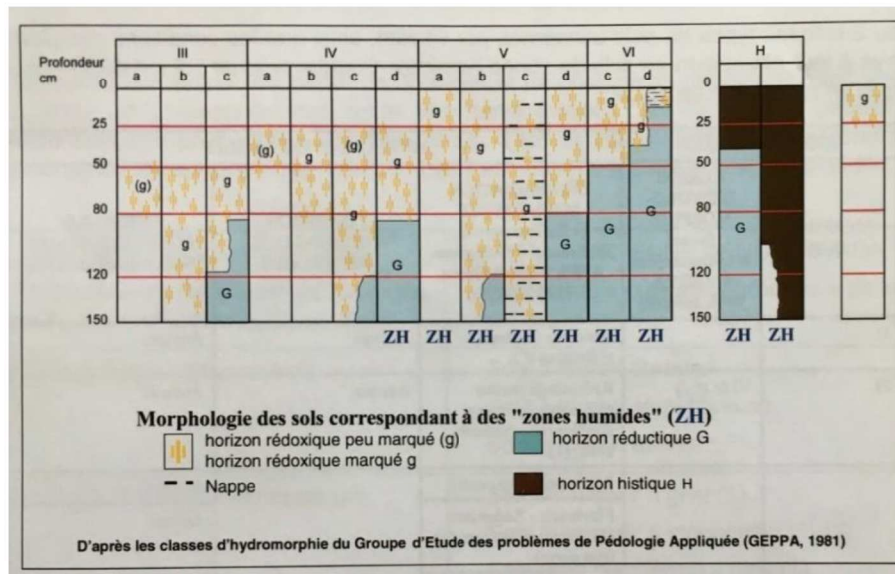 III IV V VI H
Profondeur
cm
a b c a b c d a b c d c d
0 0
25 25
50 50
80 80
120 120
150 150
(g) g g G (g) g (g) g g G g g g g G g G g G G g
ZH ZH ZH ZH ZH ZH ZH ZH ZH
Morphologie des sols correspondant à des "zones humides" (ZH)
horizon rédoxique peu marqué (g) horizon réductique G
horizon rédoxique marqué g
Nappe horizon histique H
D'après les classes d'hydromorphie du Groupe d'Etude des problèmes de Pédologie Appliquée (GEPPA, 1981)